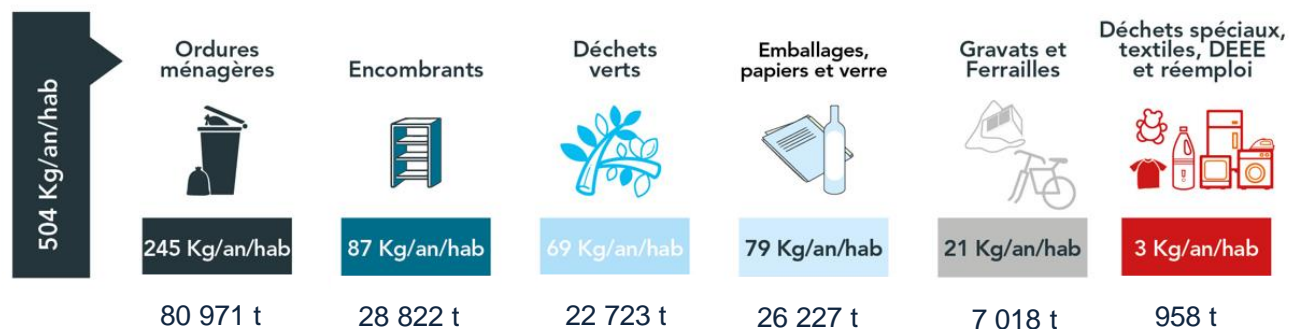 504 Kg/an/hab
Ordures
ménagères
245 Kg/an/hab
80 971 t
Encombrants
87 Kg/an/hab
28 822 t
Déchets
verts
69 Kg/an/hab
22 723 t
Emballages,
papiers et verre
79 Kg/an/hab
26 227 t
Gravats et
Ferrailles
21 Kg/an/hab
7 018 t
Déchets spéciaux,
textiles, DEEE
et réemploi
3 Kg/an/hab
958 t